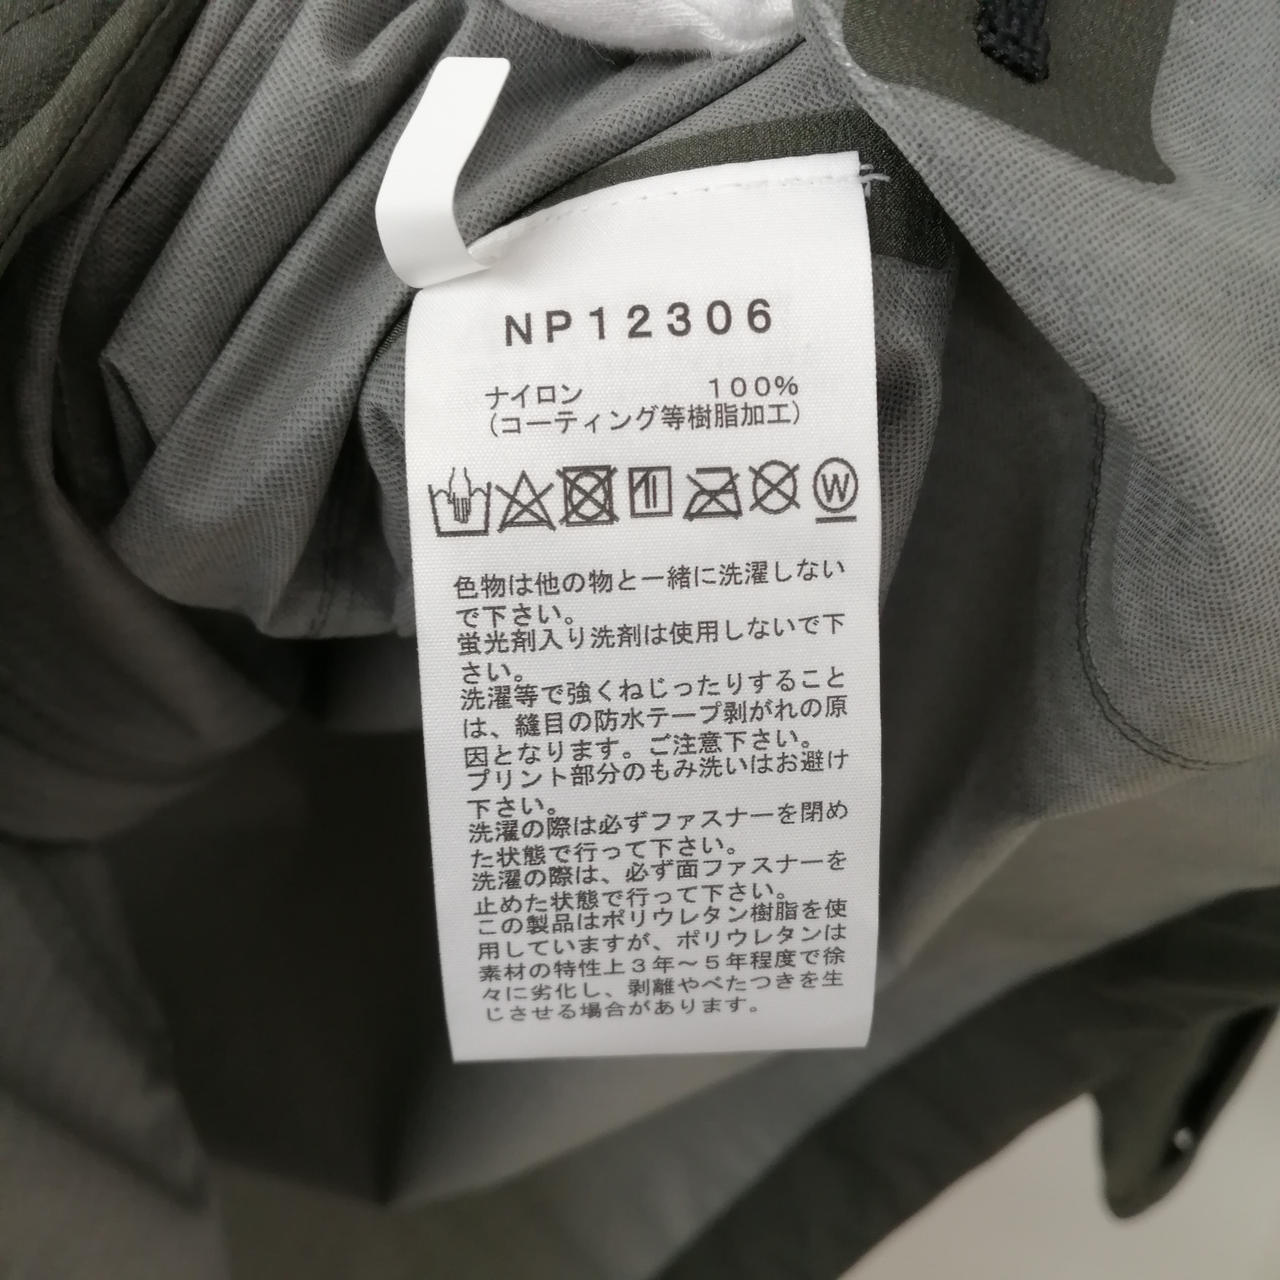 NP12306
ナイロン 100%
(コーティング等樹脂加工)
W
色物は他の物と一緒に洗濯しない
で下さい。
蛍光剤入り洗剤は使用しないで下
さい。
洗濯等で強くねじったりすること
は、縫目の防水テープ剥がれの原
因となります。ご注意下さい。
プリント部分のもみ洗いはお避け
下さい。
洗濯の際は必ずファスナーを閉め
た状態で行って下さい。
洗濯の際は、必ず面ファスナーを
止めた状態で行って下さい。
この製品はポリウレタン樹脂を使
用していますが、ポリウレタンは
素材の特性上3年～5年程度で徐
々に劣化し、剥離やべたつきを生
じさせる場合があります。